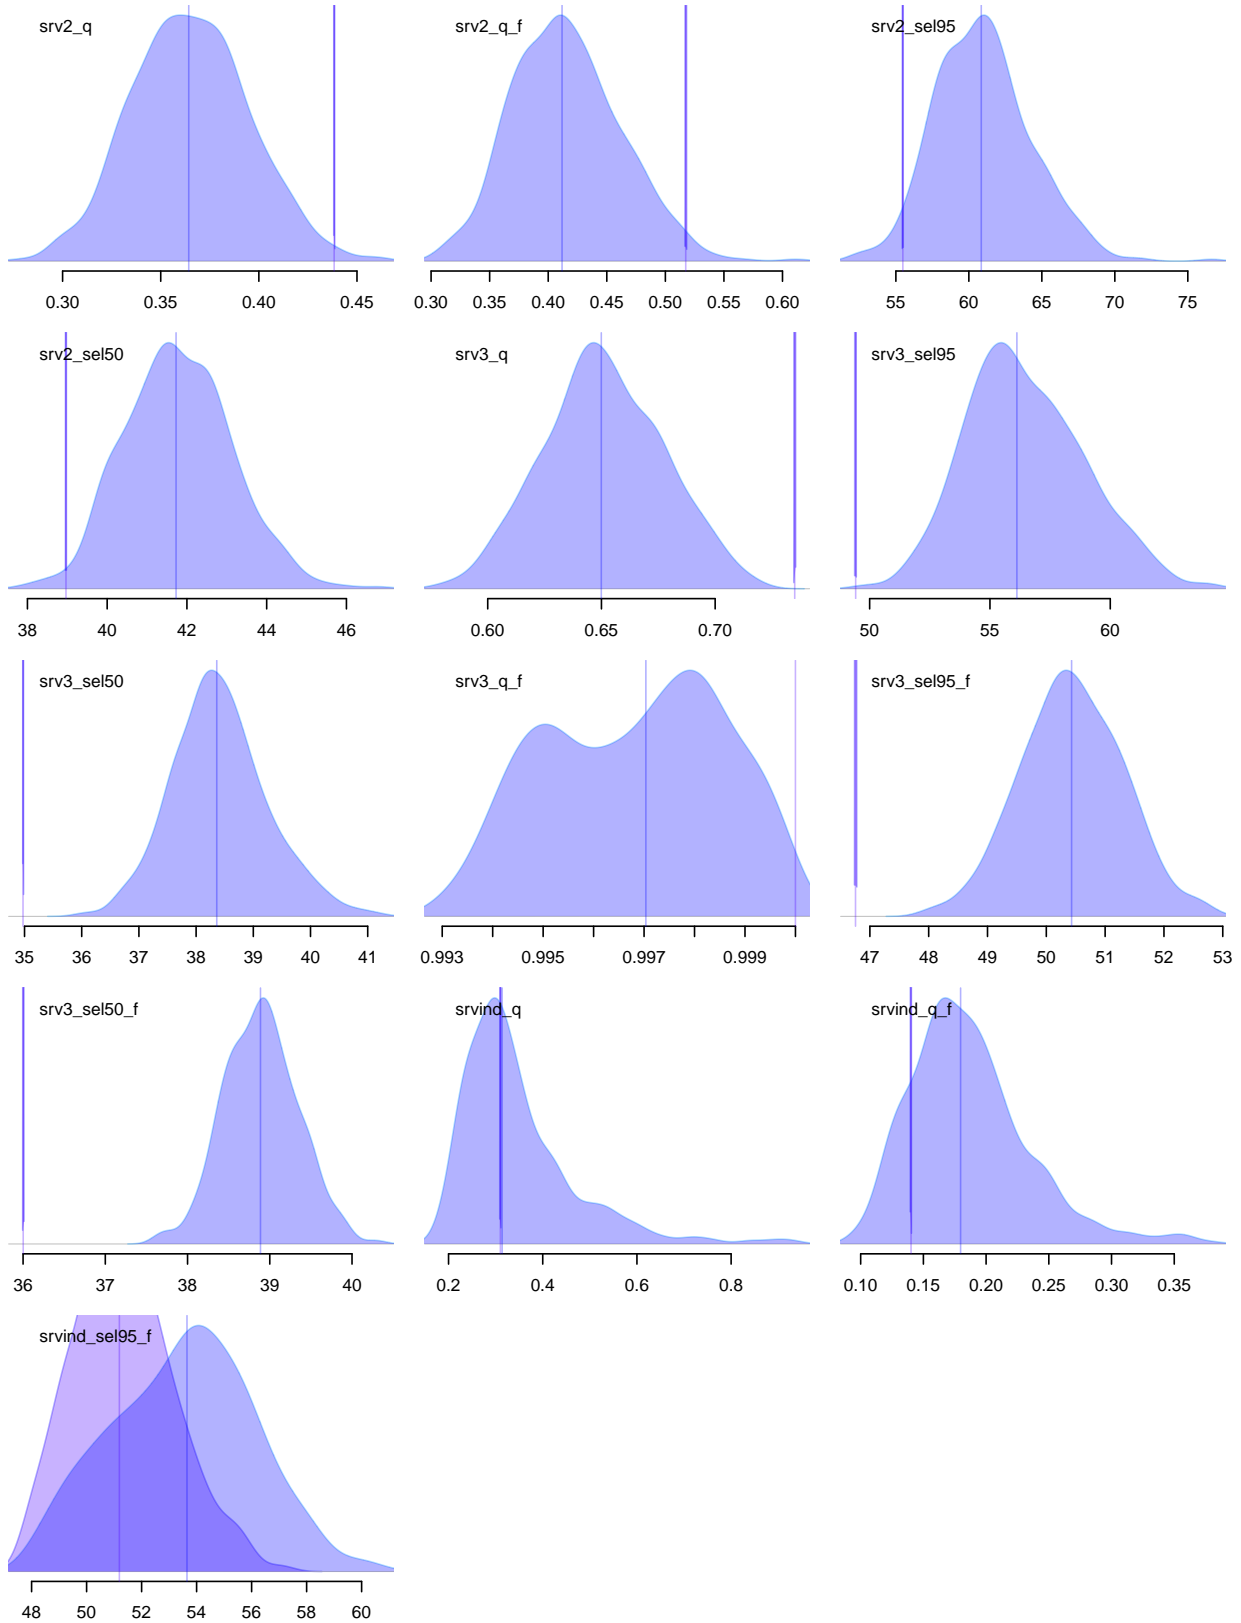 srv2_q srv2_q_f srv2_sel95
0.30 0.35 0.40 0.45 0.30 0.35 0.40 0.45 0.50 0.55 0.60 55 60 65 70 75
srv2_sel50 srv3_q srv3_sel95
38 40 42 44 46 0.60 0.65 0.70 50 55 60
srv3_sel50 srv3_q_f srv3_sel95_f
35 36 37 38 39 40 41 0.993 0.995 0.997 0.999 47 48 49 50 51 52 53
srv3_sel50_f srvind_q srvind_q_f
36 37 38 39 40 0.2 0.4 0.6 0.8 0.10 0.15 0.20 0.25 0.30 0.35
srvind_sel95_f
48 50 52 54 56 58 60